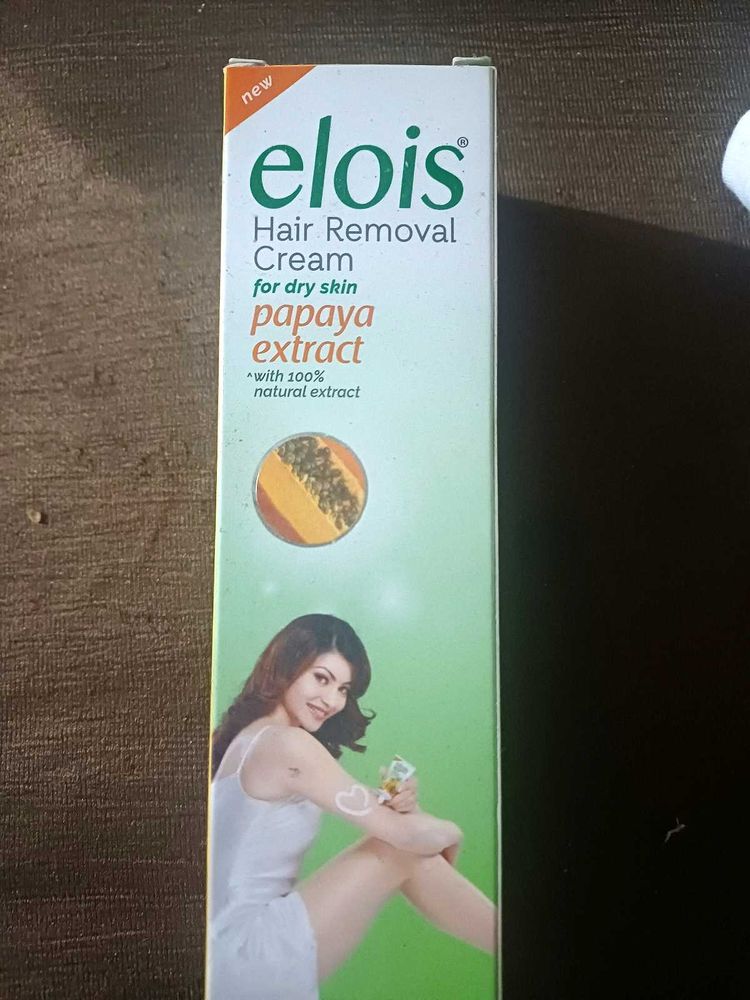 new
elois®
Hair Removal
Cream
for dry skin
papaya
extract
^with 100%
natural extract